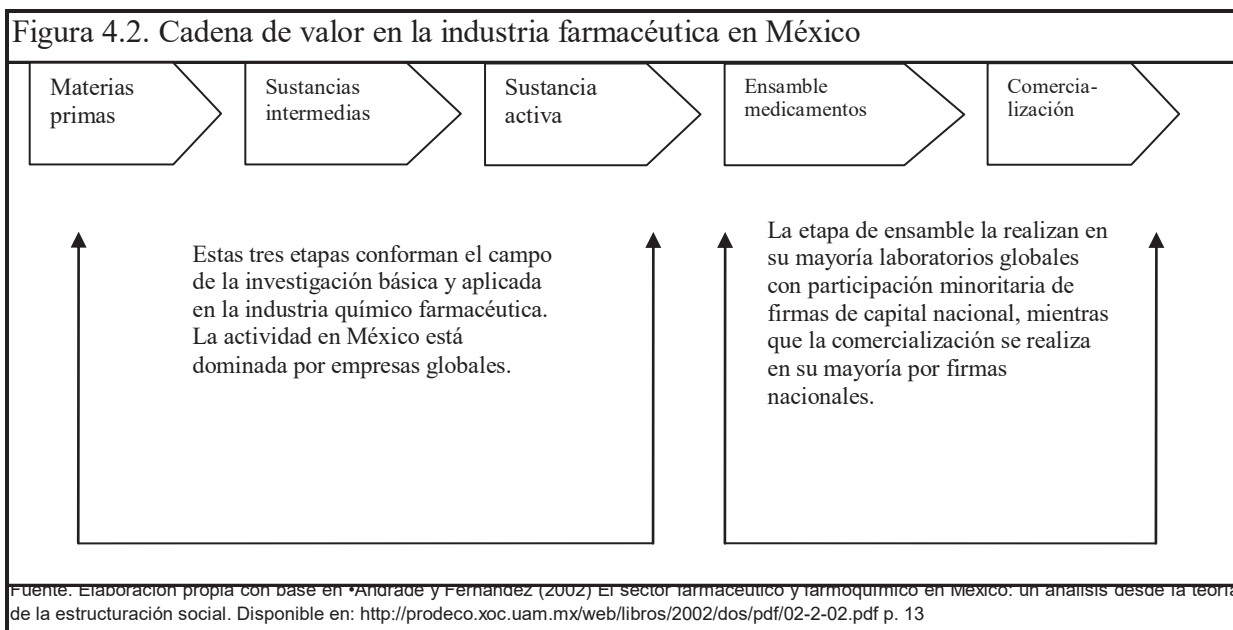 Figura 4.2. Cadena de valor en la industria farmacéutica en México
Materias
primas
Sustancias
intermedias
Sustancia
activa
Ensamble
medicamentos
Comercia-
lización
Estas tres etapas conforman el campo
de la investigación básica y aplicada
en la industria químico farmacéutica.
La actividad en México está
dominada por empresas globales.
La etapa de ensamble la realizan en
su mayoría laboratorios globales
con participación minoritaria de
firmas de capital nacional, mientras
que la comercialización se realiza
en su mayoría por firmas
nacionales.
Fuente. Elaboración propia con base en •Andrade y Fernández (2002) El sector farmacéutico y farmoquímico en México: un análisis desde la teoría
de la estructuración social. Disponible en: http://prodeco.xoc.uam.mx/web/libros/2002/dos/pdf/02-2-02.pdf p. 13